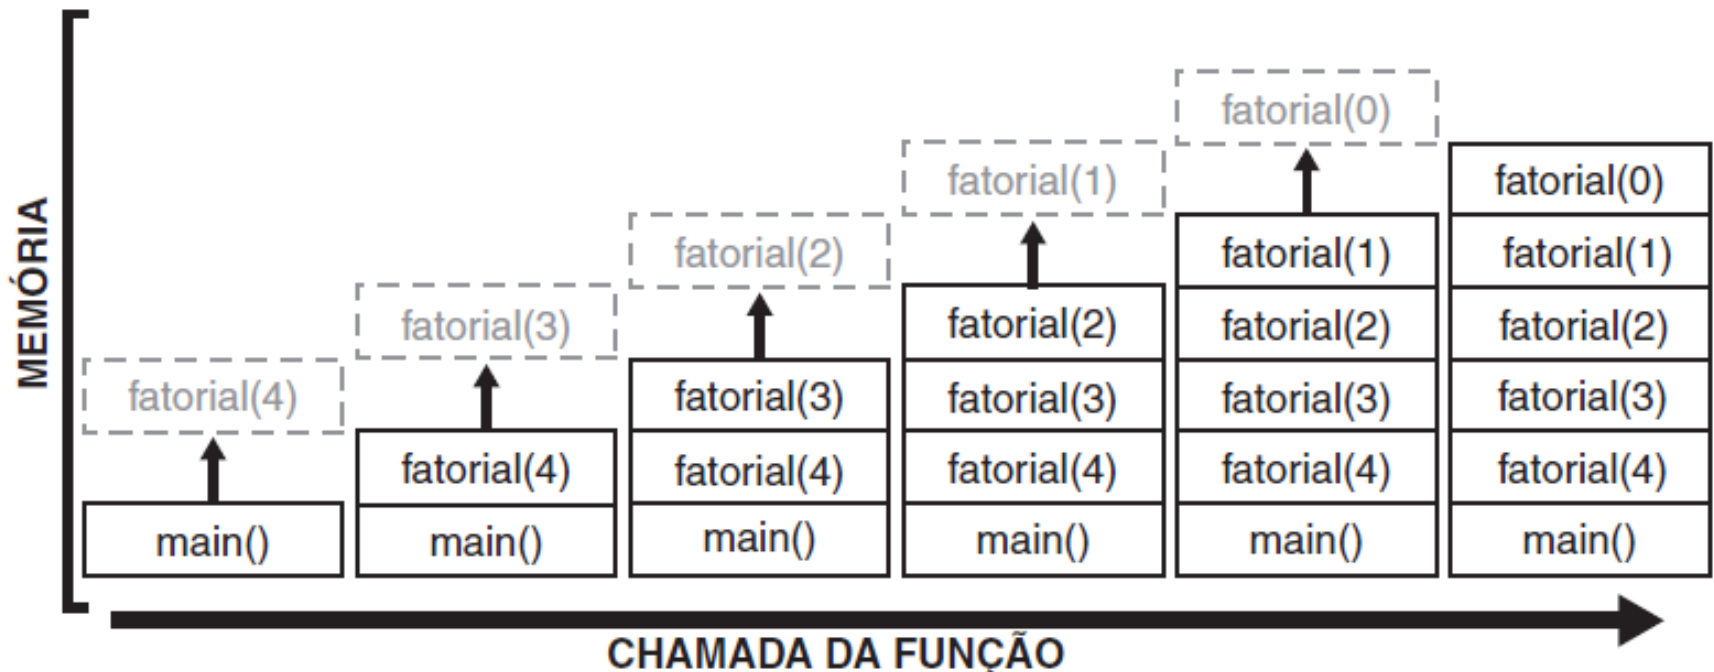 MEMÓRIA
fatorial(4)
main()
fatorial(3)
fatorial(4)
main()
fatorial(2)
fatorial(3)
fatorial(4)
main()
fatorial(1)
fatorial(2)
fatorial(3)
fatorial(4)
main()
fatorial(0)
fatorial(1)
fatorial(2)
fatorial(3)
fatorial(4)
main()
fatorial(0)
fatorial(1)
fatorial(2)
fatorial(3)
fatorial(4)
main()
CHAMADA DA FUNÇÃO